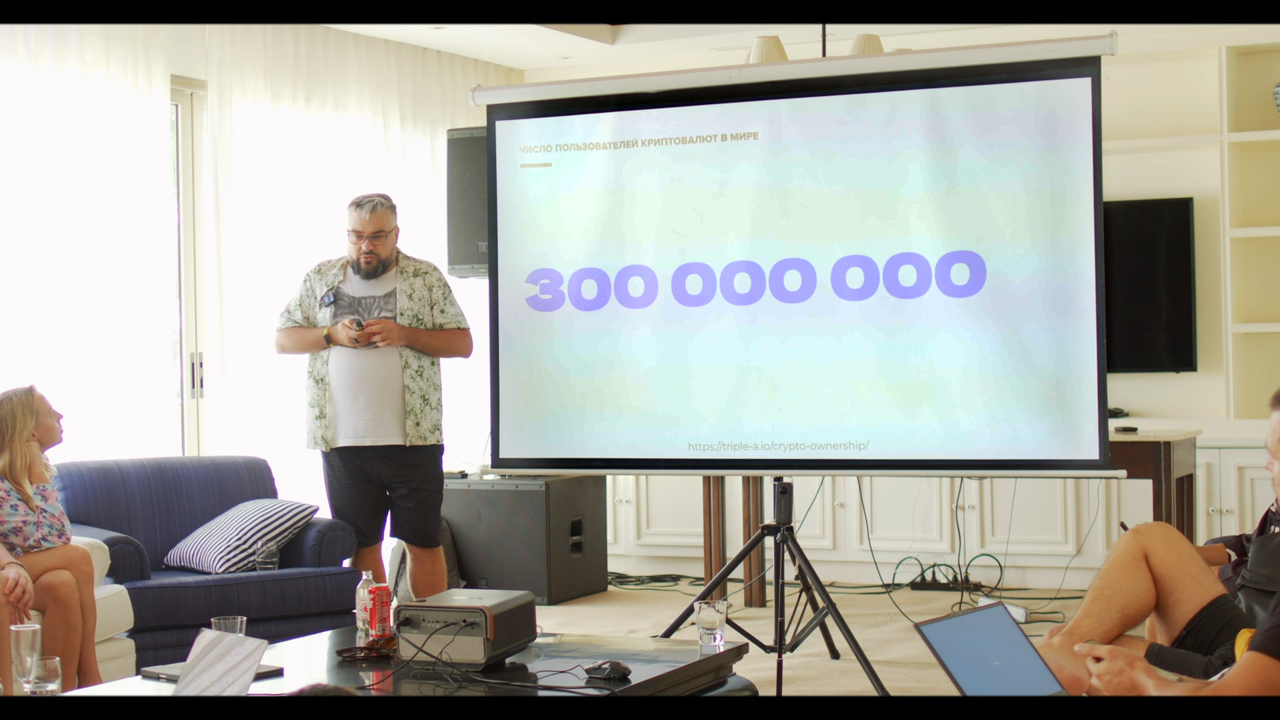 ЧИСЛО ПОЛЬЗОВАТЕЛЕЙ КРИПТОВАЛЮТ В МИРЕ
300 000 000
https://triple-a.io/crypto-ownership/